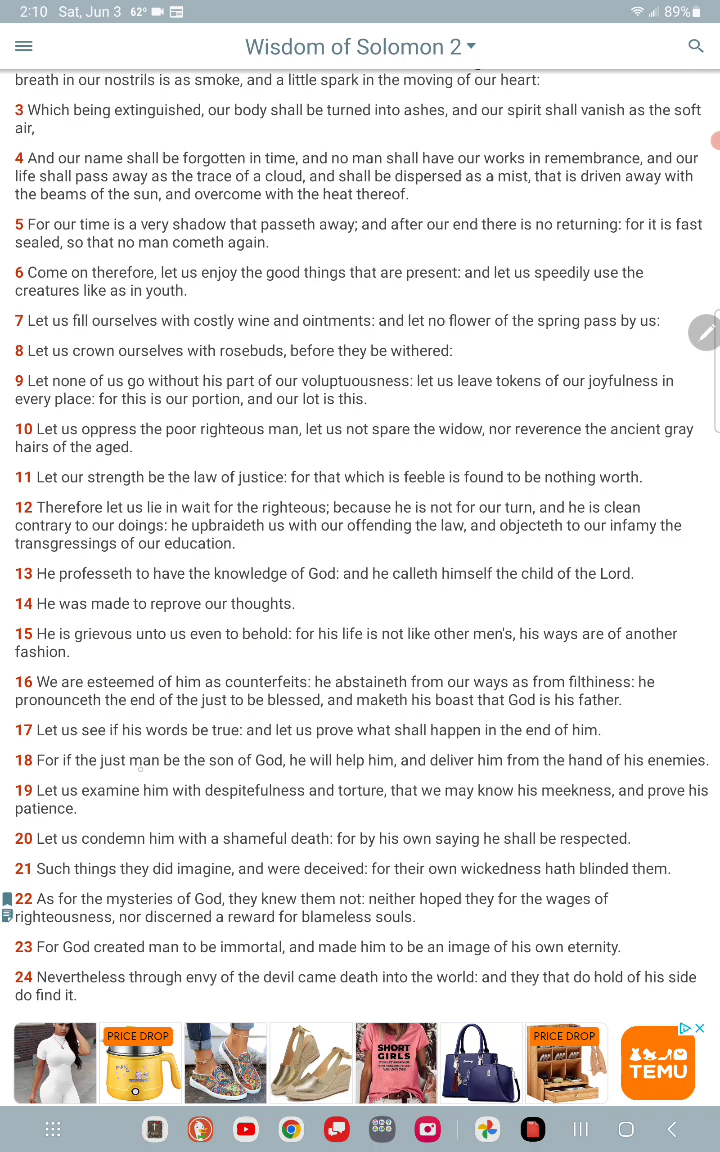 2:10 Sat, Jun 3 62° 89%
Wisdom of Solomon 2
breath in our nostrils is as smoke, and a little spark in the moving of our heart:
3 Which being extinguished, our body shall be turned into ashes, and our spirit shall vanish as the soft
air,
4 And our name shall be forgotten in time, and no man shall have our works in remembrance, and our
life shall pass away as the trace of a cloud, and shall be dispersed as a mist, that is driven away with
the beams of the sun, and overcome with the heat thereof.
5 For our time is a very shadow that passeth away; and after our end there is no returning: for it is fast
sealed, so that no man cometh again.
6 Come on therefore, let us enjoy the good things that are present: and let us speedily use the
creatures like as in youth.
7 Let us fill ourselves with costly wine and ointments: and let no flower of the spring pass by us:
8 Let us crown ourselves with rosebuds, before they be withered:
9 Let none of us go without his part of our voluptuousness: let us leave tokens of our joyfulness in
every place: for this is our portion, and our lot is this.
10 Let us oppress the poor righteous man, let us not spare the widow, nor reverence the ancient gray
hairs of the aged.
11 Let our strength be the law of justice: for that which is feeble is found to be nothing worth.
12 Therefore let us lie in wait for the righteous; because he is not for our turn, and he is clean
contrary to our doings: he upbraideth us with our offending the law, and objecteth to our infamy the
transgressings of our education.
13 He professeth to have the knowledge of God: and he calleth himself the child of the Lord.
14 He was made to reprove our thoughts.
15 He is grievous unto us even to behold: for his life is not like other men's, his ways are of another
fashion.
16 We are esteemed of him as counterfeits: he abstaineth from our ways as from filthiness: he
pronounceth the end of the just to be blessed, and maketh his boast that God is his father.
17 Let us see if his words be true: and let us prove what shall happen in the end of him.
18 For if the just man be the son of God, he will help him, and deliver him from the hand of his enemies.
19 Let us examine him with despitefulness and torture, that we may know his meekness, and prove his
patience.
20 Let us condemn him with a shameful death: for by his own saying he shall be respected.
21 Such things they did imagine, and were deceived: for their own wickedness hath blinded them.
22 As for the mysteries of God, they knew them not: neither hoped they for the wages of
righteousness, nor discerned a reward for blameless souls.
23 For God created man to be immortal, and made him to be an image of his own eternity.
24 Nevertheless through envy of the devil came death into the world: and they that do hold of his side
do find it.
PRICE DROP
SHORT
GIRLS
PRICE DROP
TEMU